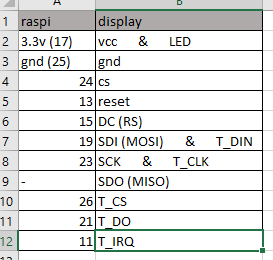 A B
1 raspi display
2 3.3v (17) vcc & LED
3 gnd (25) gnd
4 24 cs
5 13 reset
6 15 DC (RS)
7 19 SDI (MOSI) & T_DIN
8 23 SCK & T_CLK
9 - SDO (MISO)
10 26 T_CS
11 21 T_DO
12 11 T_IRQ